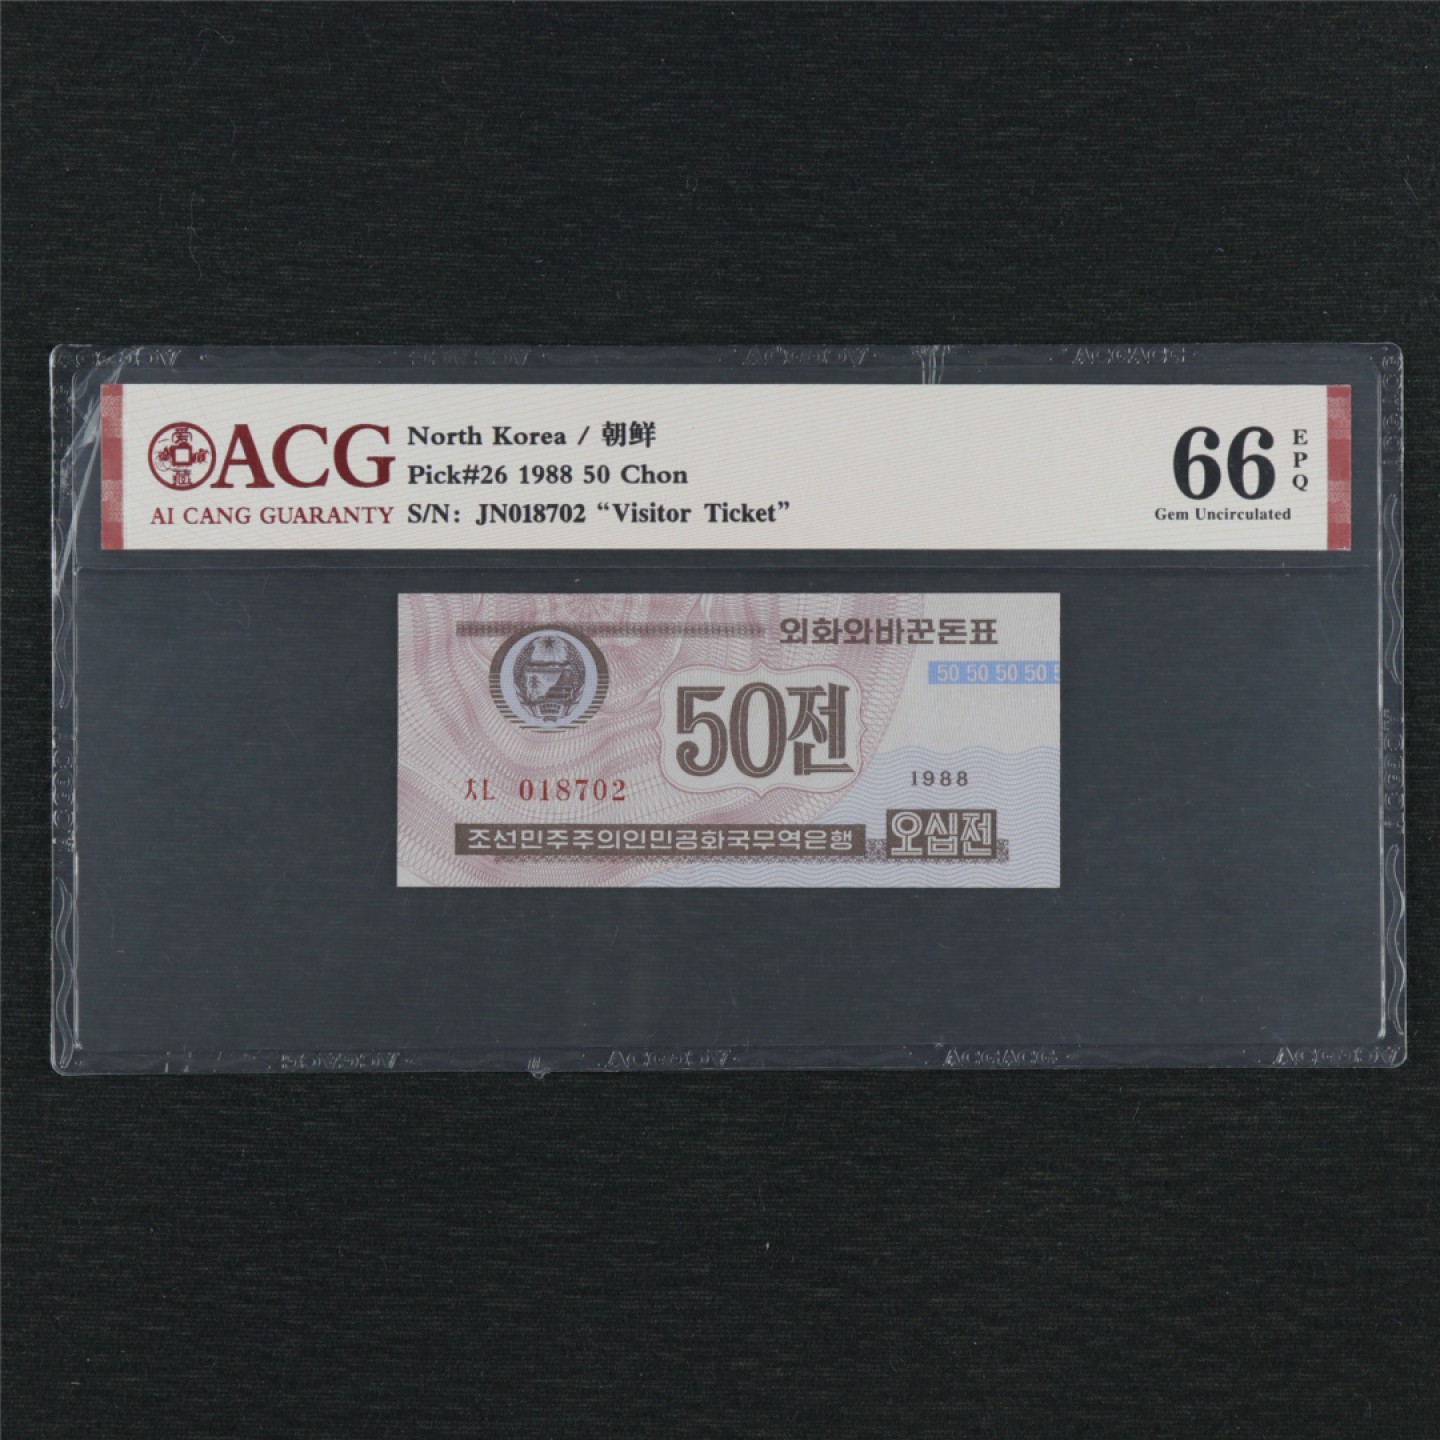 ACG
AI CANG GUARANTY
North Korea / 朝鲜
Pick#26 1988 50 Chon
S/N: JN018702 “Visitor Ticket”
66
EPQ
Gem Uncirculated
외화와바꾼돈표
50 50 50 50 5
50전
ㅈㄴ 018702
1988
조선민주주의인민공화국무역은행
오십전